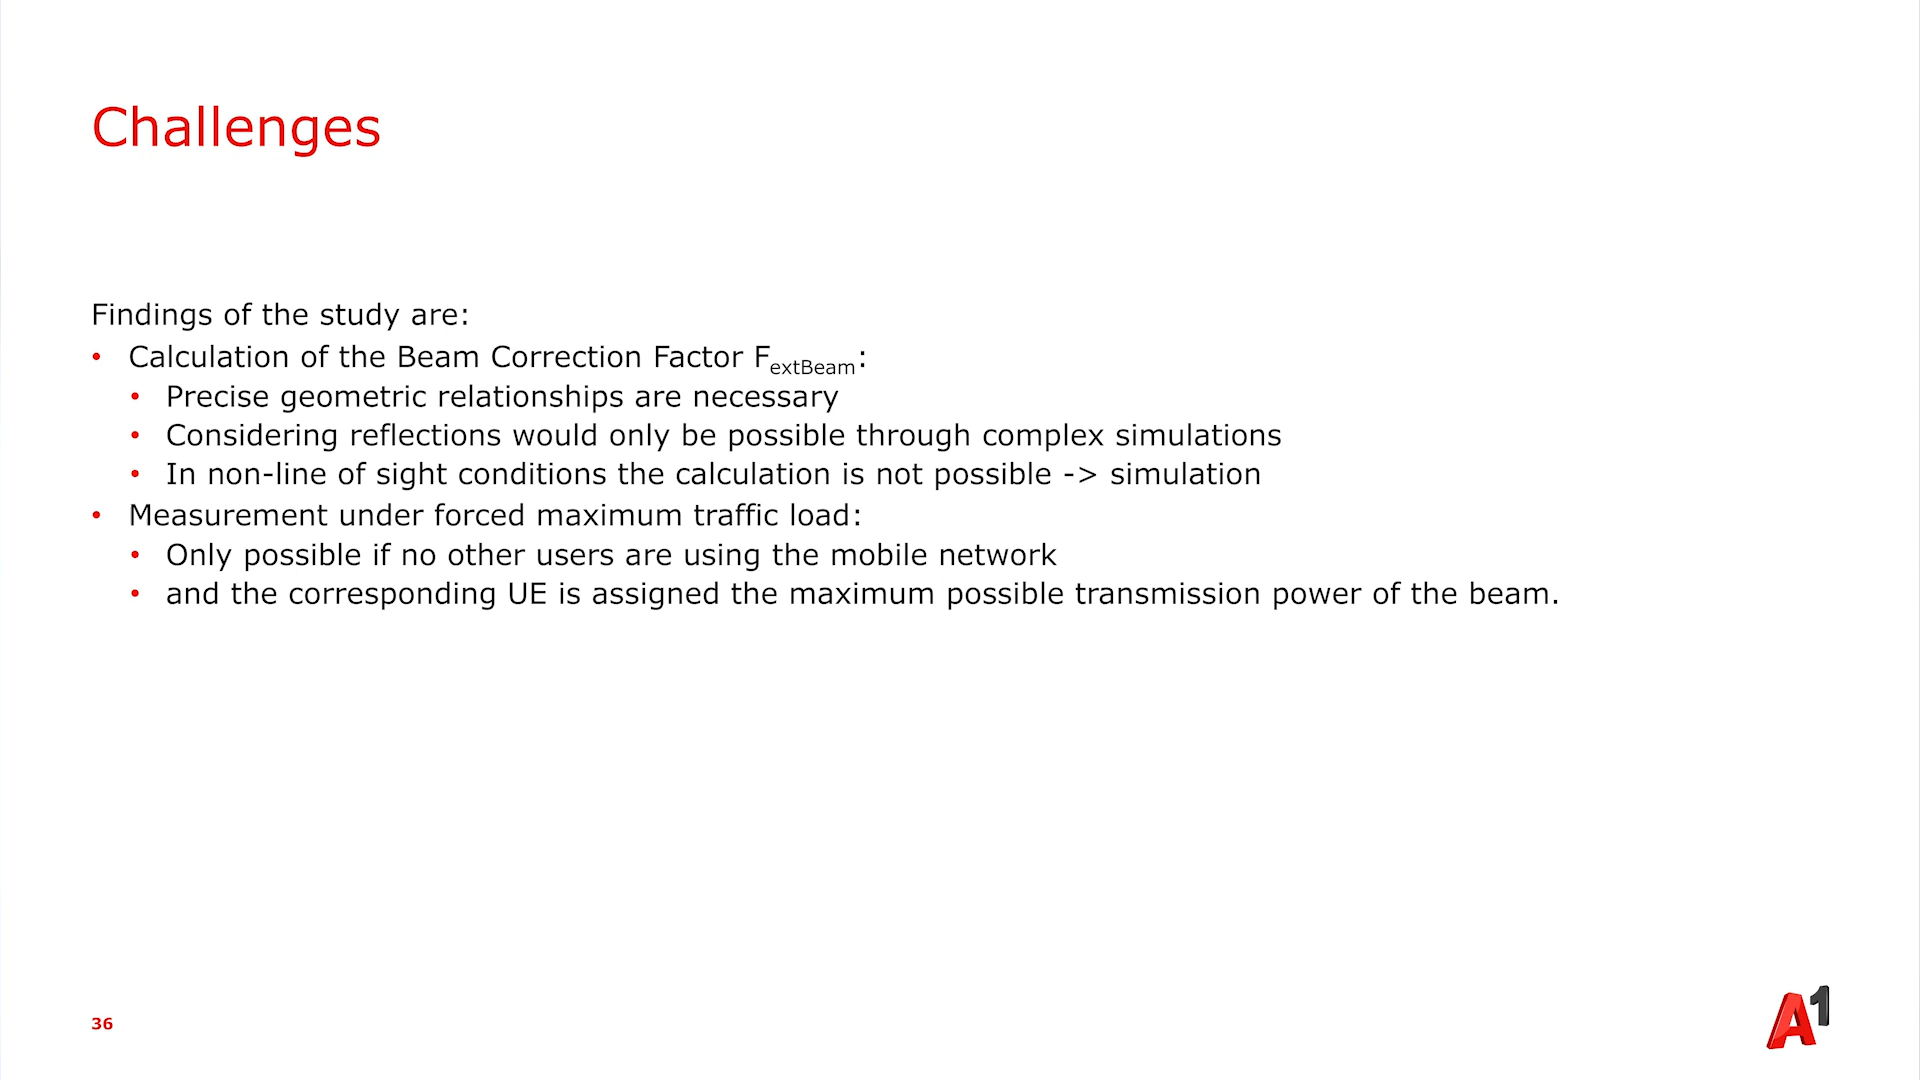 Challenges
Findings of the study are:
• Calculation of the Beam Correction Factor FextBeam:
• Precise geometric relationships are necessary
• Considering reflections would only be possible through complex simulations
• In non-line of sight conditions the calculation is not possible -> simulation
• Measurement under forced maximum traffic load:
• Only possible if no other users are using the mobile network
• and the corresponding UE is assigned the maximum possible transmission power of the beam.
36
A1